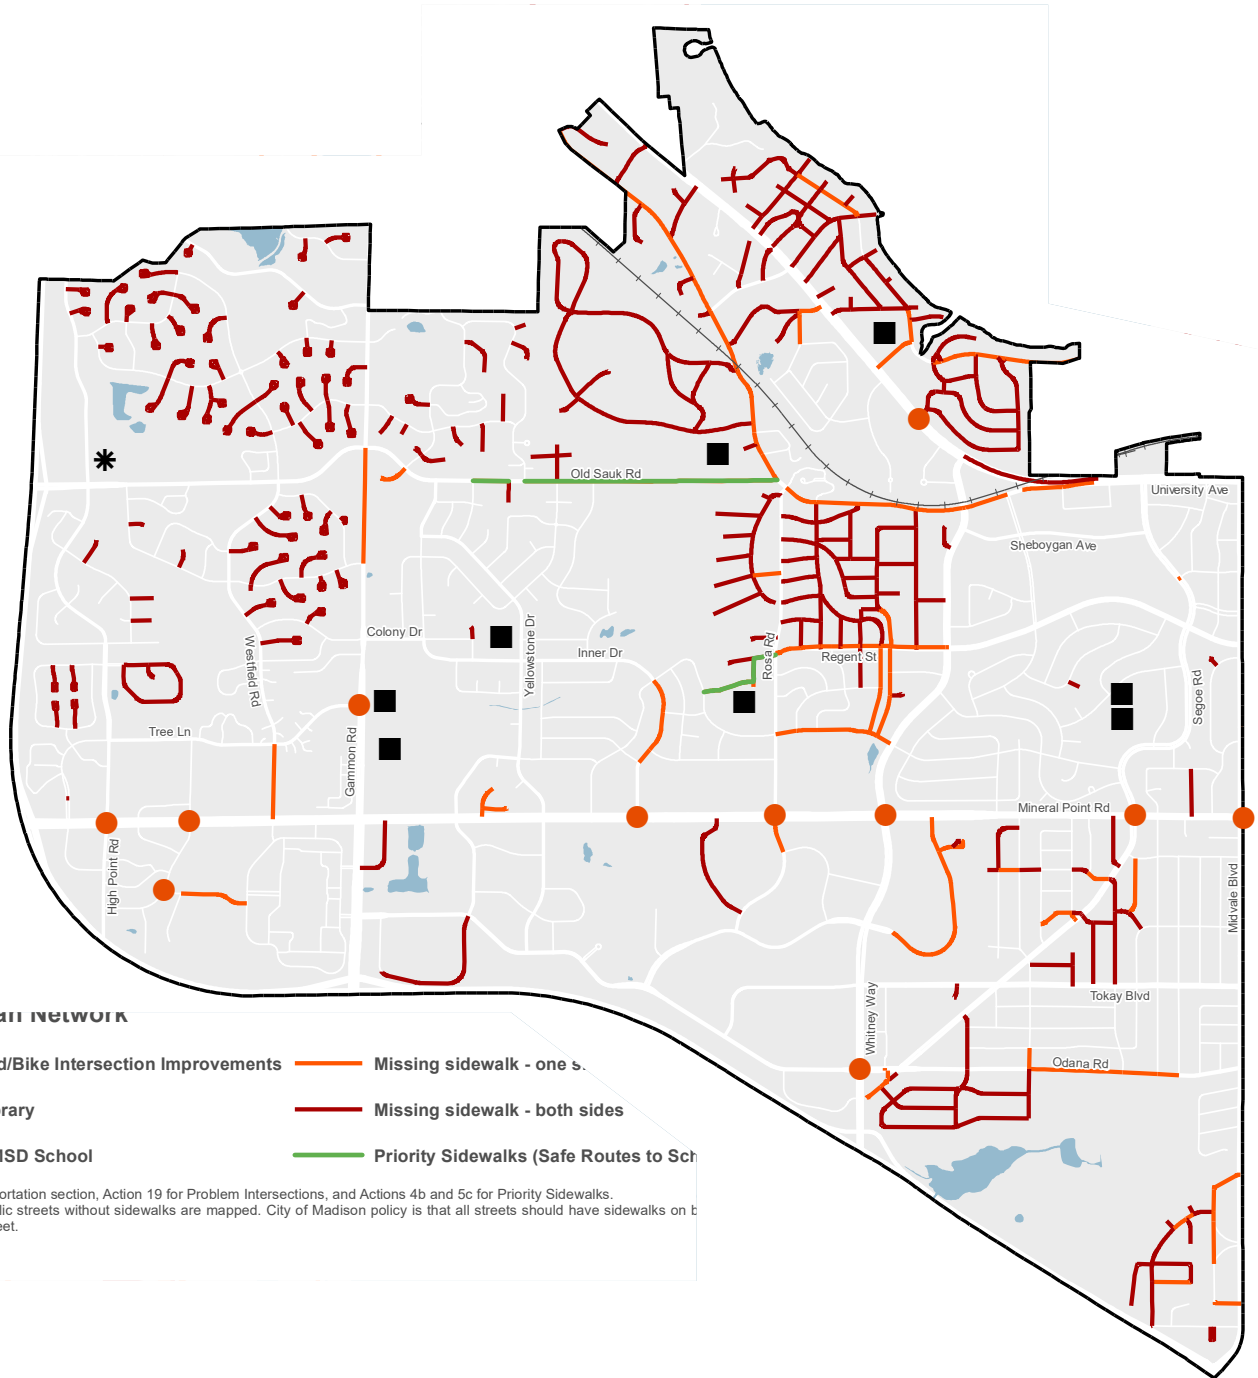 Old Sauk Rd
University Ave
Sheboygan Ave
Colony Dr
Yellowstone Dr
Inner Dr
Rosa Rd
Regent St
Westfield Rd
Segoe Rd
Tree Ln
Gammon Rd
Mineral Point Rd
High Point Rd
Midvale Blvd
Whitney Way
Tokay Blvd
Odana Rd
an Network
d/Bike Intersection Improvements
Missing sidewalk - one s
rary
Missing sidewalk - both sides
SD School
Priority Sidewalks (Safe Routes to Sch
ortation section, Action 19 for Problem Intersections, and Actions 4b and 5c for Priority Sidewalks.
lic streets without sidewalks are mapped. City of Madison policy is that all streets should have sidewalks on b
eet.